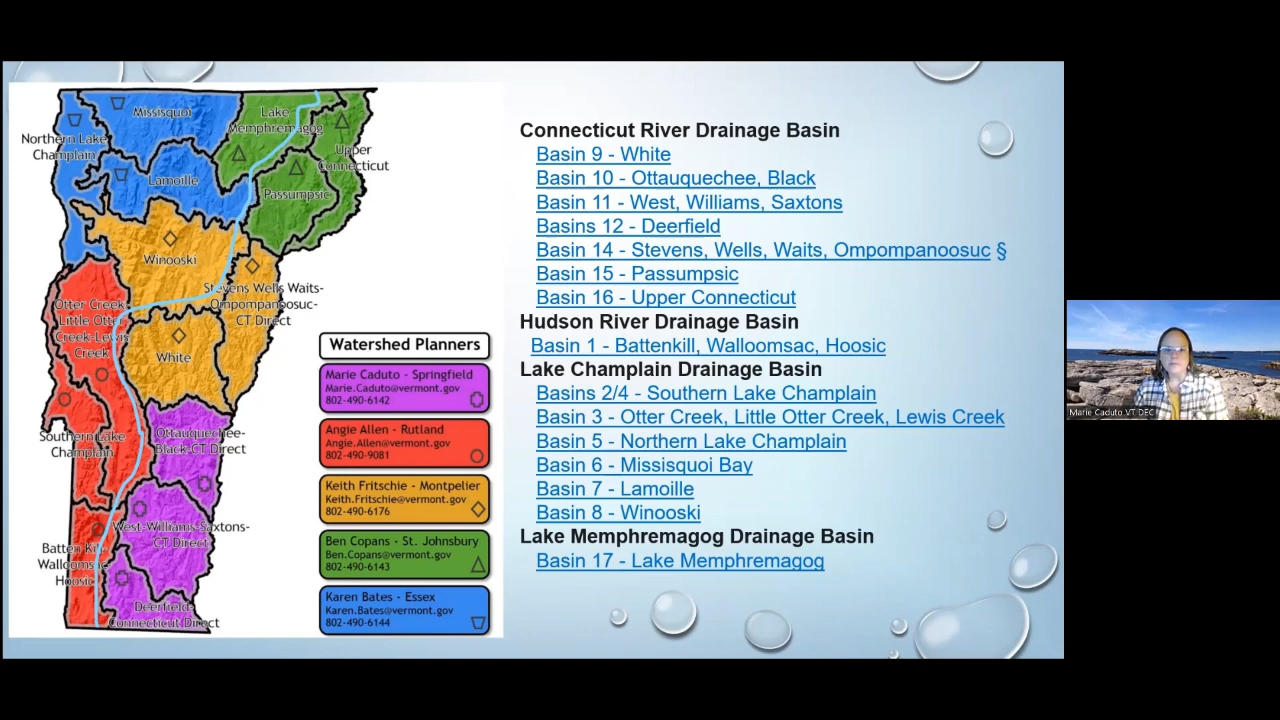 Missisquoi
Lake
Memphremagog
Northern Lake
Champlain
Upper
Connecticut
Lamoille
Passumpsic
Winooski
Stevens Wells Waits-
Ompompanoosuc-
CT Direct
Otter Creek
Little Otter
Creek-Lewis
Creek
White
Southern Lake
Champlain
Ottauquechee-
Black-CT Direct
West-Williams-Saxtons-
CT Direct
Batten Kill
Walloomsac
Hoosic
Deerfield-
Connecticut Direct
Watershed Planners
Marie Caduto - Springfield
Marie.Caduto@vermont.gov
802-490-6142
Angie Allen - Rutland
Angie.Allen@vermont.gov
802-490-9081
Keith Fritschie - Montpelier
Keith.Fritschie@vermont.gov
802-490-6176
Ben Copans - St. Johnsbury
Ben.Copans@vermont.gov
802-490-6143
Karen Bates - Essex
Karen.Bates@vermont.gov
802-490-6144
Connecticut River Drainage Basin
Basin 9 - White
Basin 10 - Ottauquechee, Black
Basin 11 - West, Williams, Saxtons
Basins 12 - Deerfield
Basin 14 - Stevens, Wells, Waits, Ompompanoosuc §
Basin 15 - Passumpsic
Basin 16 - Upper Connecticut
Hudson River Drainage Basin
Basin 1 - Battenkill, Walloomsac, Hoosic
Lake Champlain Drainage Basin
Basins 2/4 - Southern Lake Champlain
Basin 3 - Otter Creek, Little Otter Creek, Lewis Creek
Basin 5 - Northern Lake Champlain
Basin 6 - Missisquoi Bay
Basin 7 - Lamoille
Basin 8 - Winooski
Lake Memphremagog Drainage Basin
Basin 17 - Lake Memphremagog
Marie Caduto VT DEC